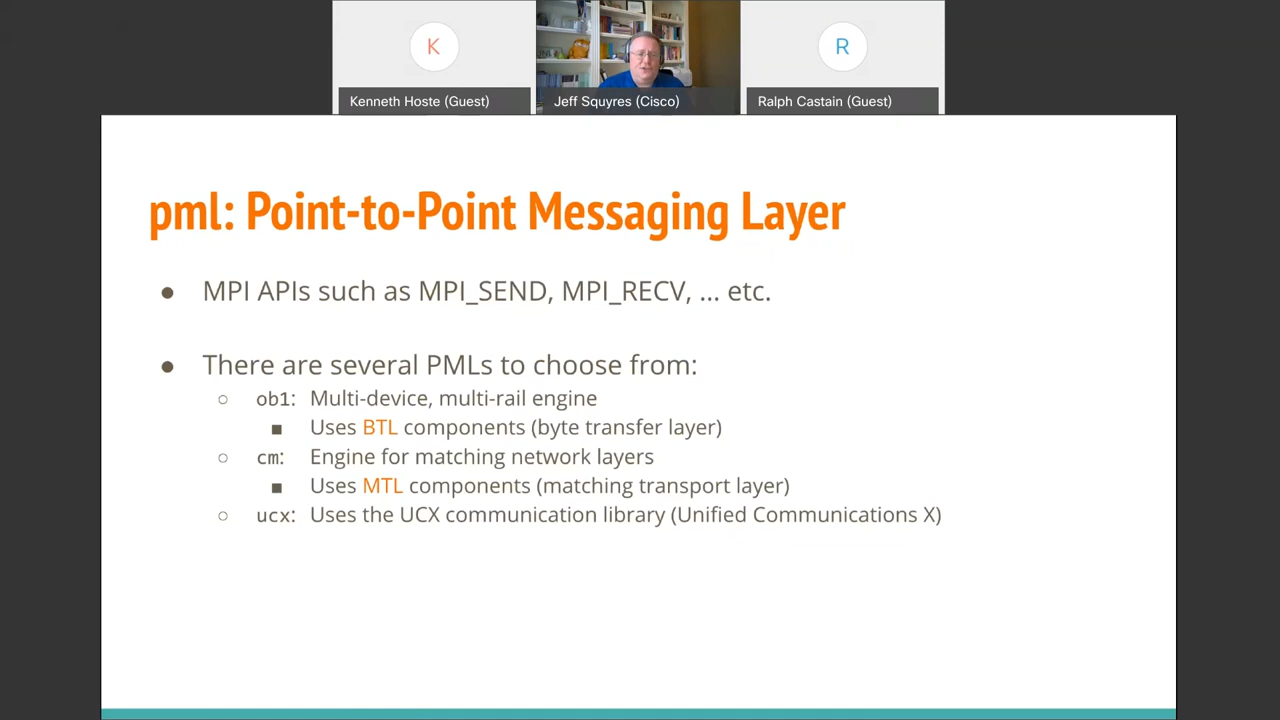 K
R
Kenneth Hoste (Guest)
Jeff Squyres (Cisco)
Ralph Castain (Guest)
pml: Point-to-Point Messaging Layer
● MPI APIs such as MPI_SEND, MPI_RECV, ... etc.
● There are several PMLs to choose from:
○ ob1: Multi-device, multi-rail engine
■ Uses BTL components (byte transfer layer)
○ cm: Engine for matching network layers
■ Uses MTL components (matching transport layer)
○ ucx: Uses the UCX communication library (Unified Communications X)